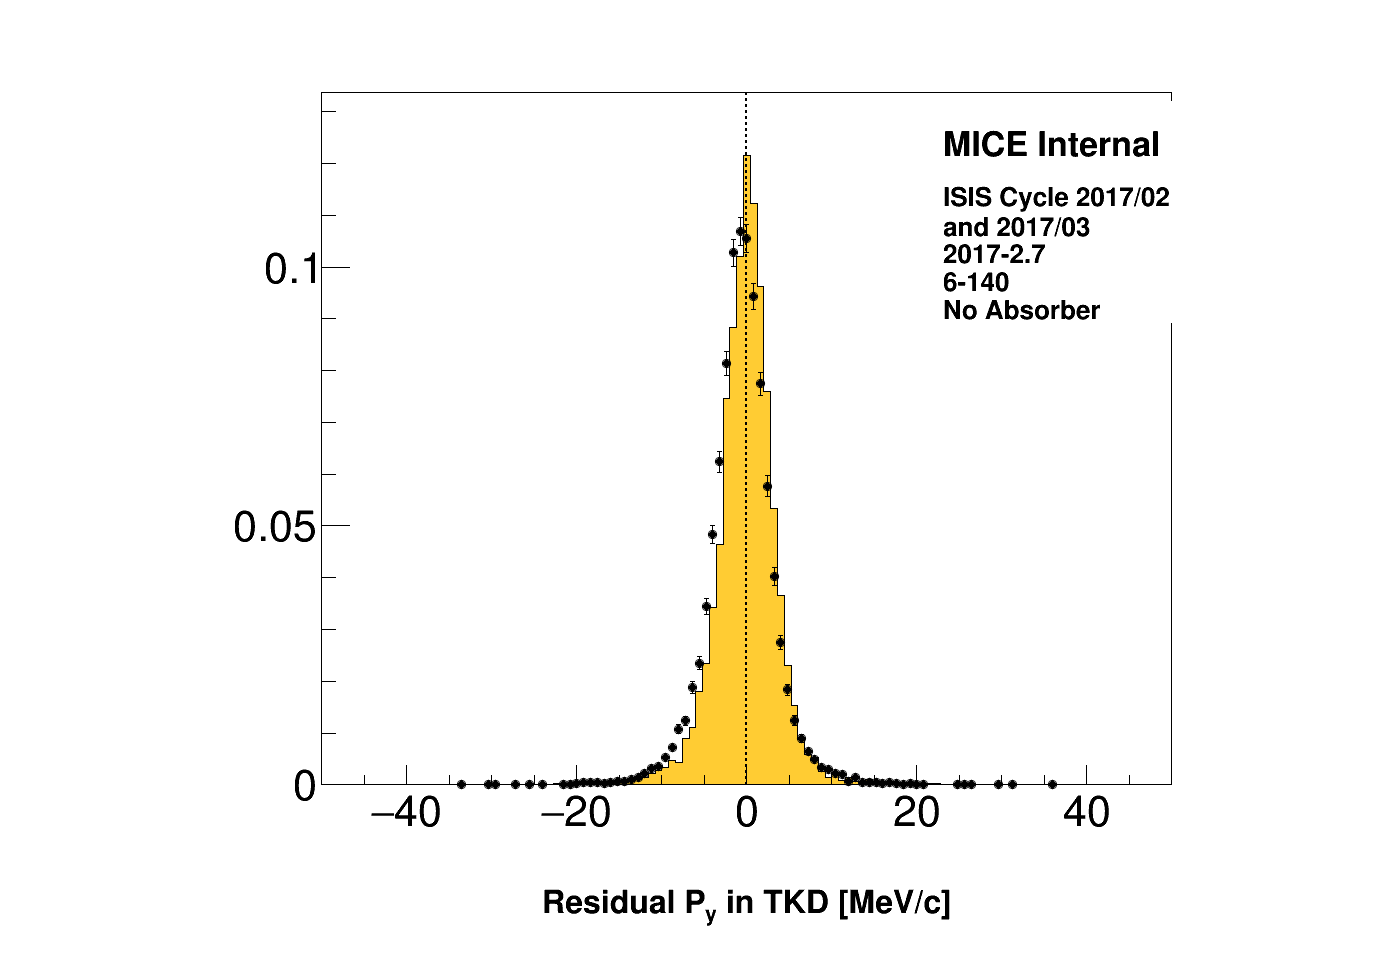 MICE Internal
ISIS Cycle 2017/02
and 2017/03
2017-2.7
6-140
No Absorber
0.1
0.05
0
−40 −20 0 20 40
Residual Py in TKD [MeV/c]